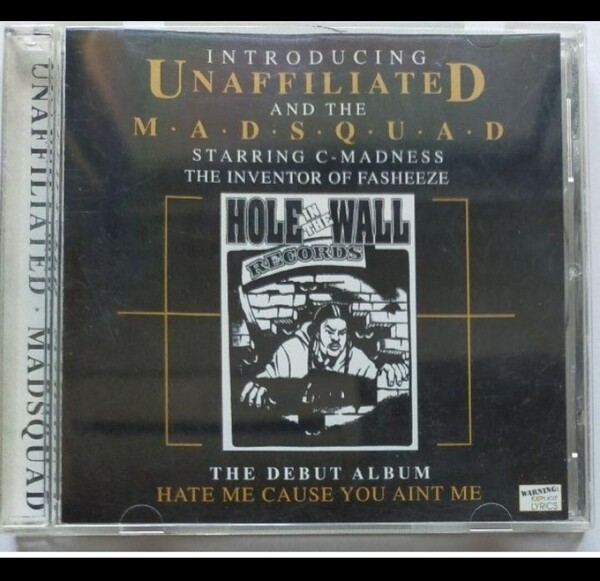 INTRODUCING
UNAFFILIATED
AND THE
M·A·D·S·Q·U·A·D
STARRING C-MADNESS
THE INVENTOR OF FASHEEZE
HOLE IN THE WALL
RECORDS
THE DEBUT ALBUM
HATE ME CAUSE YOU AINT ME
WARNING:
EXPLICIT
LYRICS
UNAFFILIATED · MADSQUAD